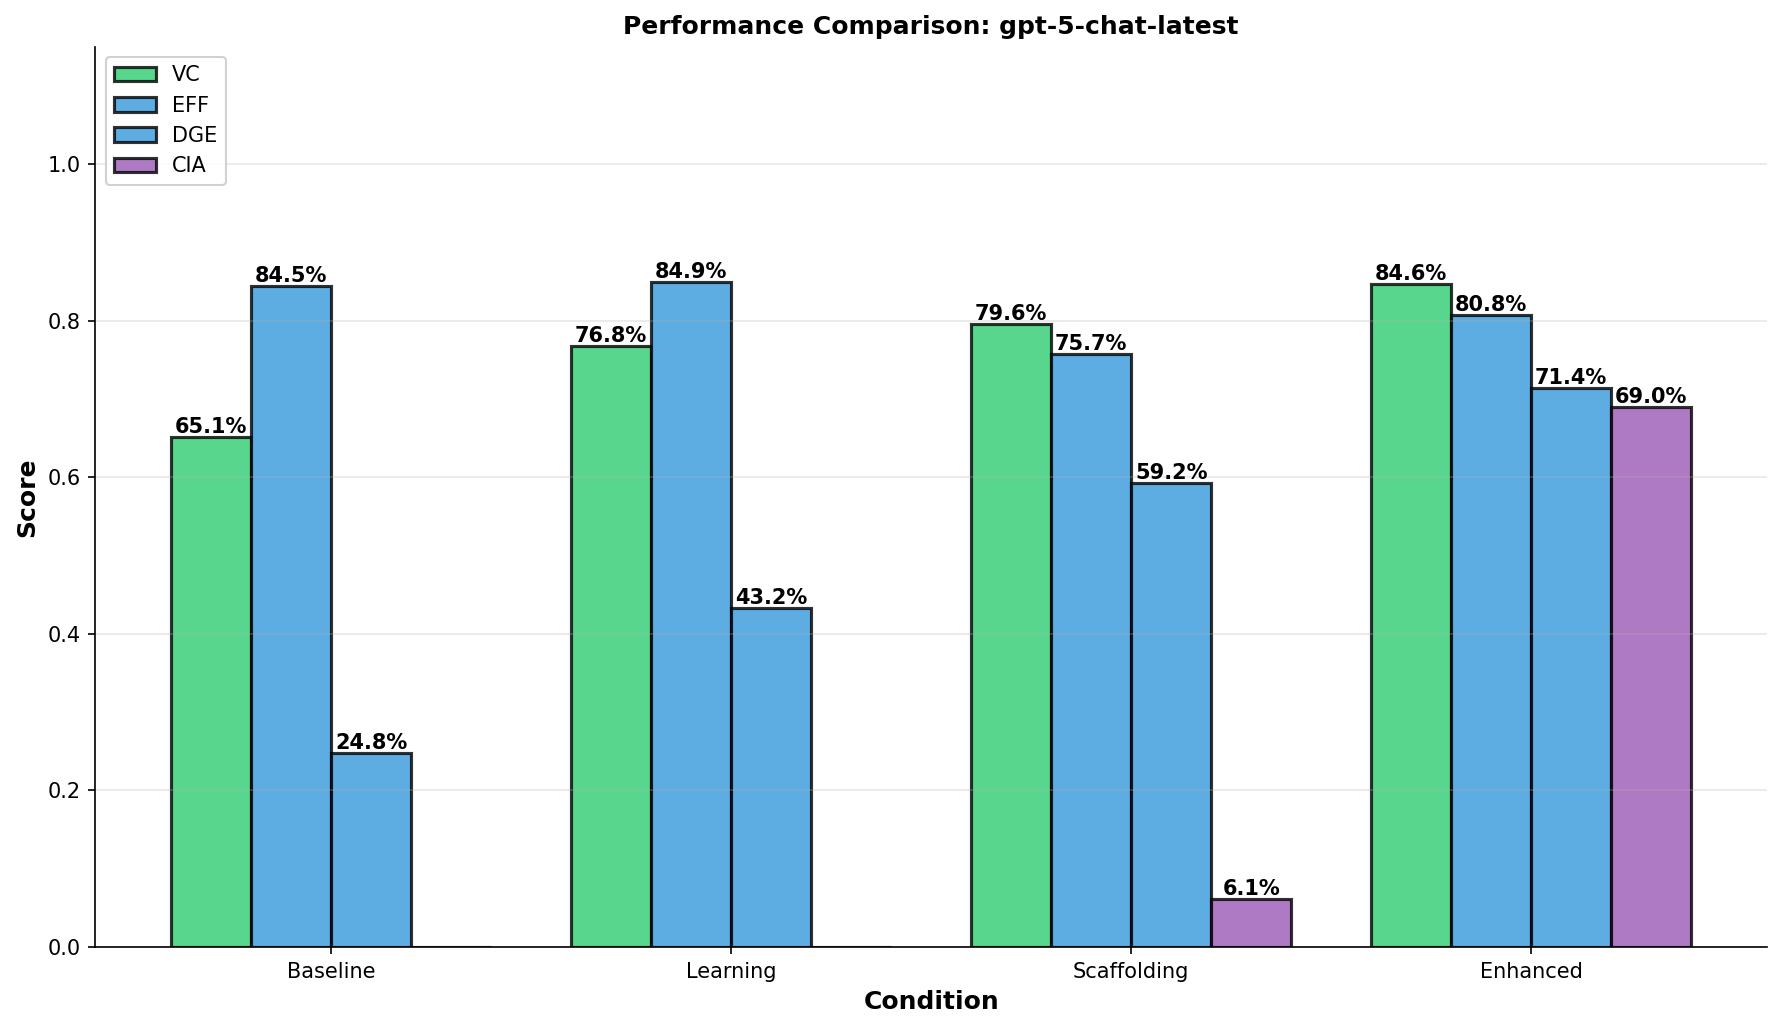 Performance Comparison: gpt-5-chat-latest
VC
EFF
DGE
CIA
Score
1.0
0.8
0.6
0.4
0.2
0.0
65.1%
84.5%
24.8%
76.8%
84.9%
43.2%
79.6%
75.7%
59.2%
6.1%
84.6%
80.8%
71.4%
69.0%
Baseline
Learning
Scaffolding
Enhanced
Condition